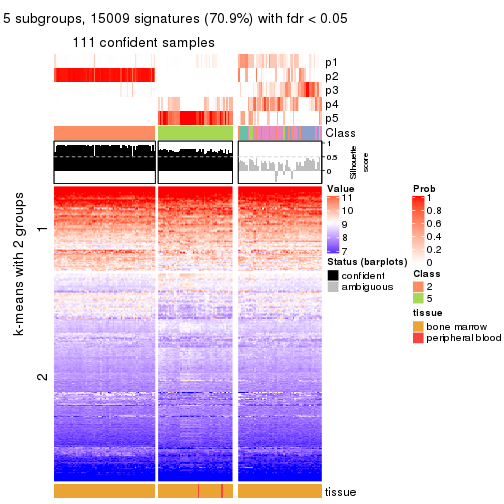 5 subgroups, 15009 signatures (70.9%) with fdr < 0.05
111 confident samples
p1
p2
p3
p4
p5
Class
1
0.5
0
Silhouette
score
k-means with 2 groups
1
2
Value
11
10
9
8
7
Status (barplots)
confident
ambiguous
Prob
1
0.8
0.6
0.4
0.2
0
Class
2
5
tissue
bone marrow
peripheral blood
tissue